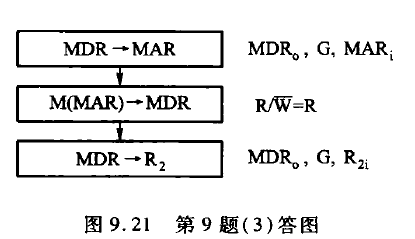 MDR→MAR MDRₒ, G, MARᵢ
M(MAR)→MDR R/W̅=R
MDR→R₂ MDRₒ, G, R₂ᵢ
图 9.21 第 9 题(3)答图